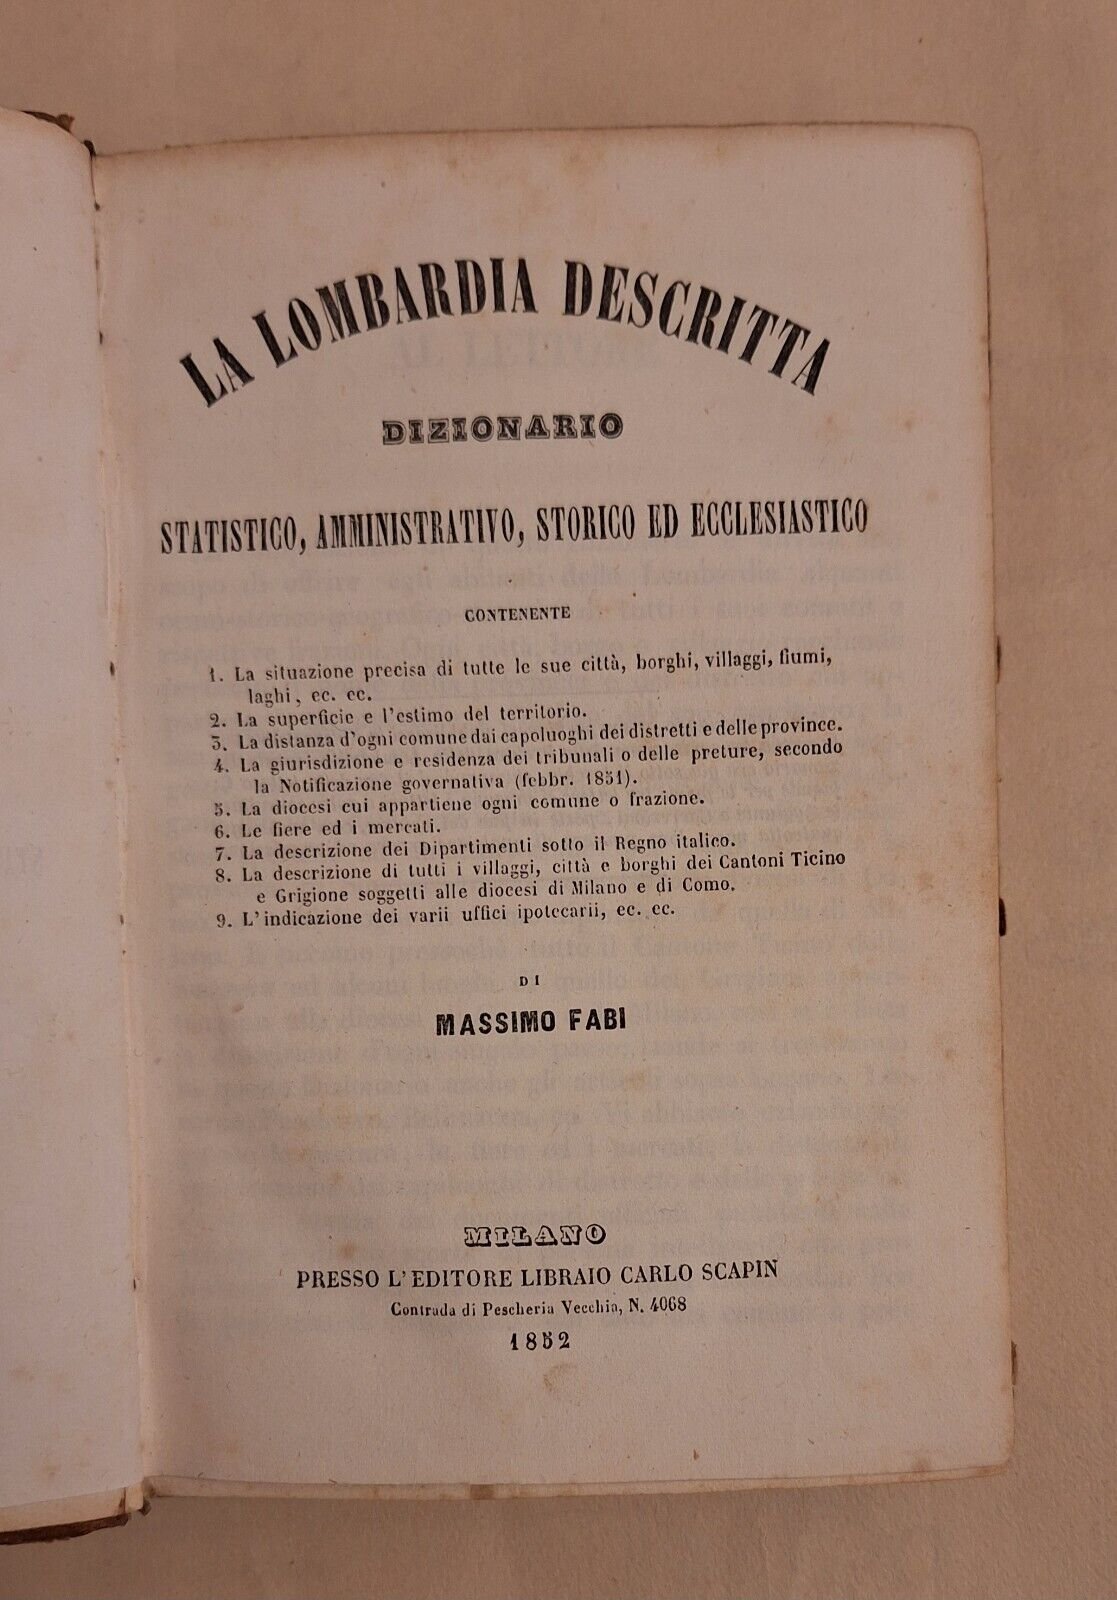 LA LOMBARDIA DESCRITTA
DIZIONARIO
STATISTICO, AMMINISTRATIVO, STORICO ED ECCLESIASTICO
CONTENENTE
1. La situazione precisa di tutte le sue città, borghi, villaggi, fiumi,
laghi, ec. ec.
2. La superficie e l'estimo del territorio.
3. La distanza d'ogni comune dai capoluoghi dei distretti e delle province.
4. La giurisdizione e residenza dei tribunali o delle preture, secondo
la Notificazione governativa (febbr. 1851).
5. La diocesi cui appartiene ogni comune o frazione.
6. Le fiere ed i mercati.
7. La descrizione dei Dipartimenti sotto il Regno italico.
8. La descrizione di tutti i villaggi, città e borghi dei Cantoni Ticino
e Grigione soggetti alle diocesi di Milano e di Como.
9. L'indicazione dei varii uffici ipotecarii, ec. ec.
DI
MASSIMO FABI
MILANO
PRESSO L'EDITORE LIBRAIO CARLO SCAPIN
Contrada di Pescheria Vecchia, N. 4068
1852